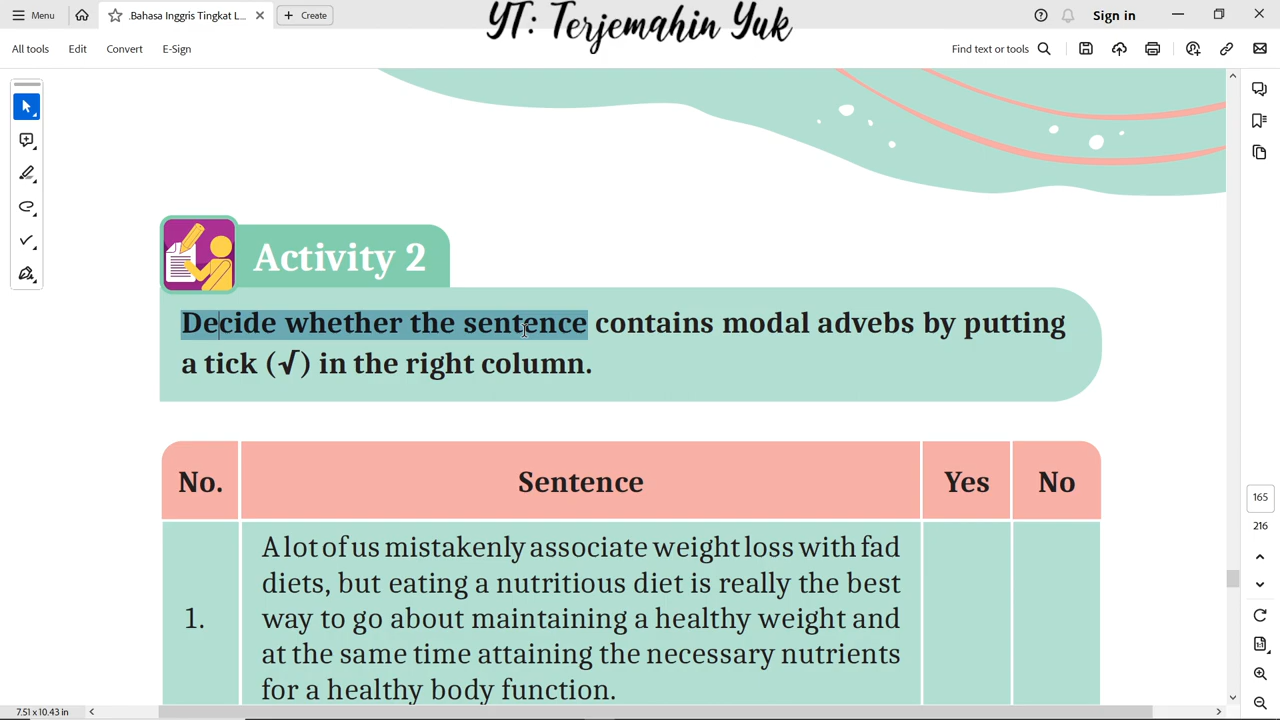 Menu
.Bahasa Inggris Tingkat L...
Create
YT: Terjemahin Yuk
Sign in
All tools
Edit
Convert
E-Sign
Find text or tools
Activity 2
Decide whether the sentence contains modal advebs by putting
a tick (√) in the right column.
No.
Sentence
Yes
No
1.
A lot of us mistakenly associate weight loss with fad
diets, but eating a nutritious diet is really the best
way to go about maintaining a healthy weight and
at the same time attaining the necessary nutrients
for a healthy body function.
165
216
7.51 x 10.43 in